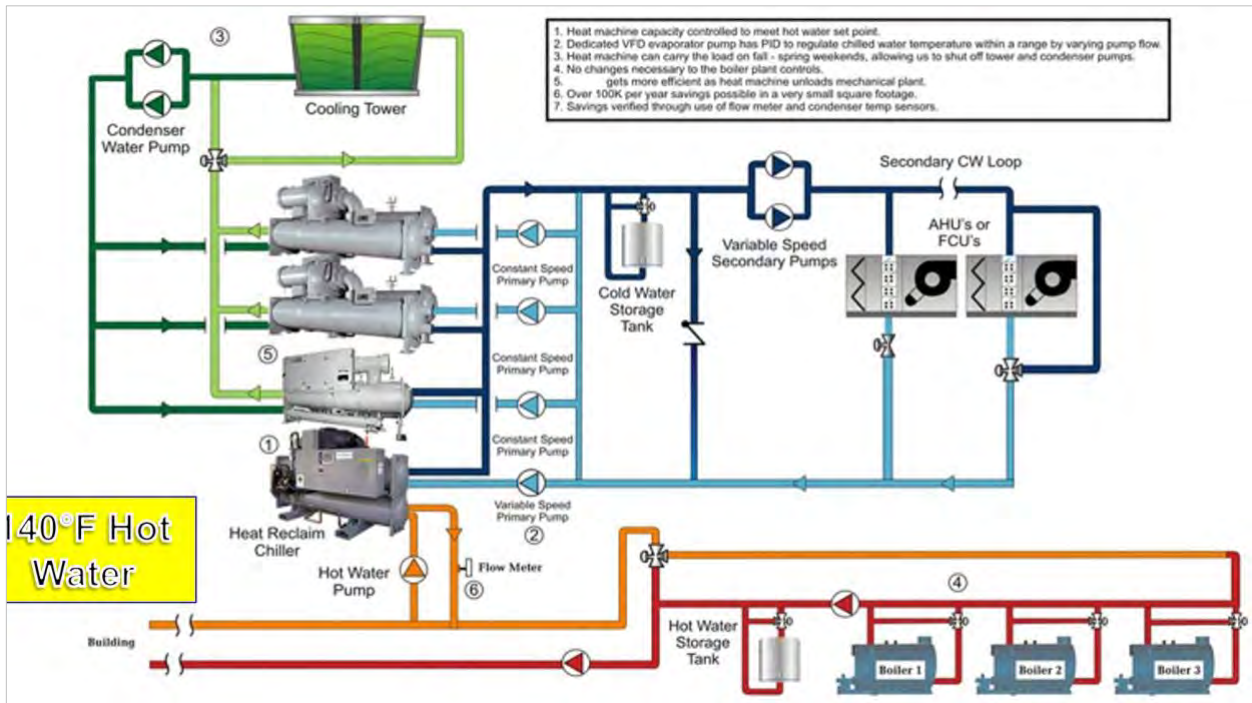 1. Heat machine capacity controlled to meet hot water set point.
2. Dedicated VFD evaporator pump has PID to regulate chilled water temperature within a range by varying pump flow.
3. Heat machine can carry the load on fall - spring weekends, allowing us to shut off tower and condenser pumps.
4. No changes necessary to the boiler plant controls.
5. gets more efficient as heat machine unloads mechanical plant.
6. Over 100K per year savings possible in a very small square footage.
7. Savings verified through use of flow meter and condenser temp sensors.
③
Cooling Tower
Condenser
Water Pump
Secondary CW Loop
AHU's or
FCU's
Variable Speed
Secondary Pumps
Cold Water
Storage
Tank
Constant Speed
Primary Pump
Constant Speed
Primary Pump
⑤
Constant Speed
Primary Pump
①
Variable Speed
Primary Pump
②
Heat Reclaim
Chiller
140°F Hot
Water
Hot Water
Pump
Flow Meter
⑥
④
Hot Water
Storage
Tank
Building
Boiler 1
Boiler 2
Boiler 3